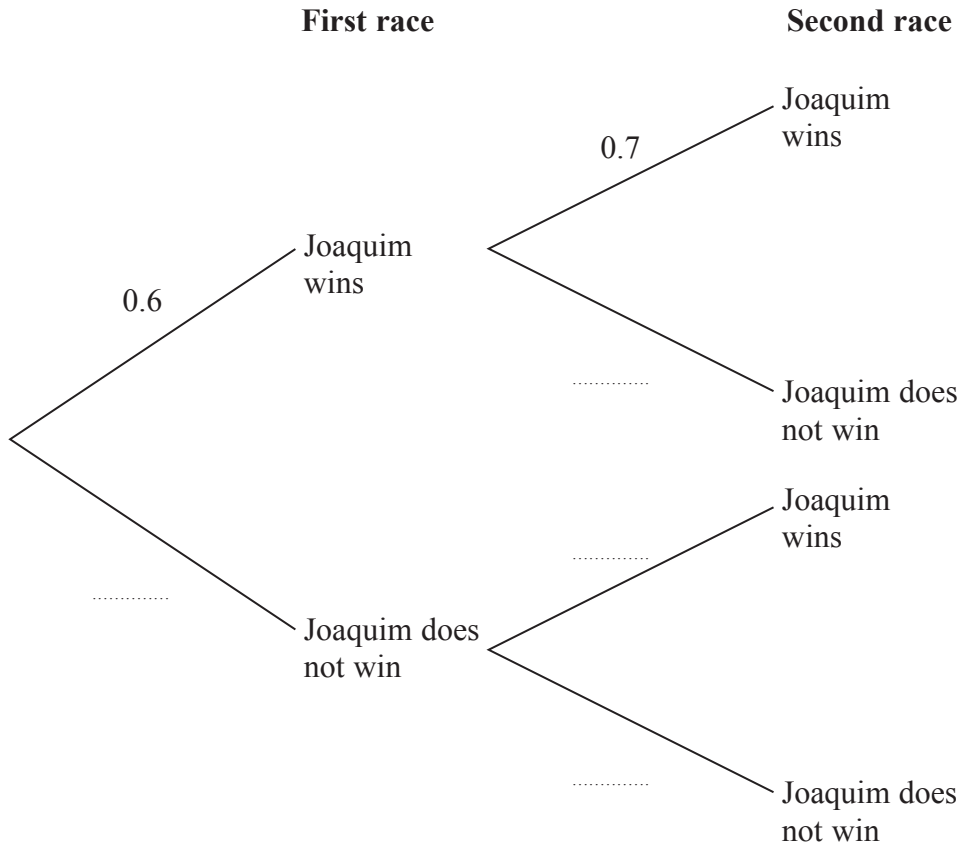 First race
Second race
Joaquim
wins
0.7
Joaquim
wins
0.6
Joaquim does
not win
Joaquim
wins
Joaquim does
not win
Joaquim does
not win